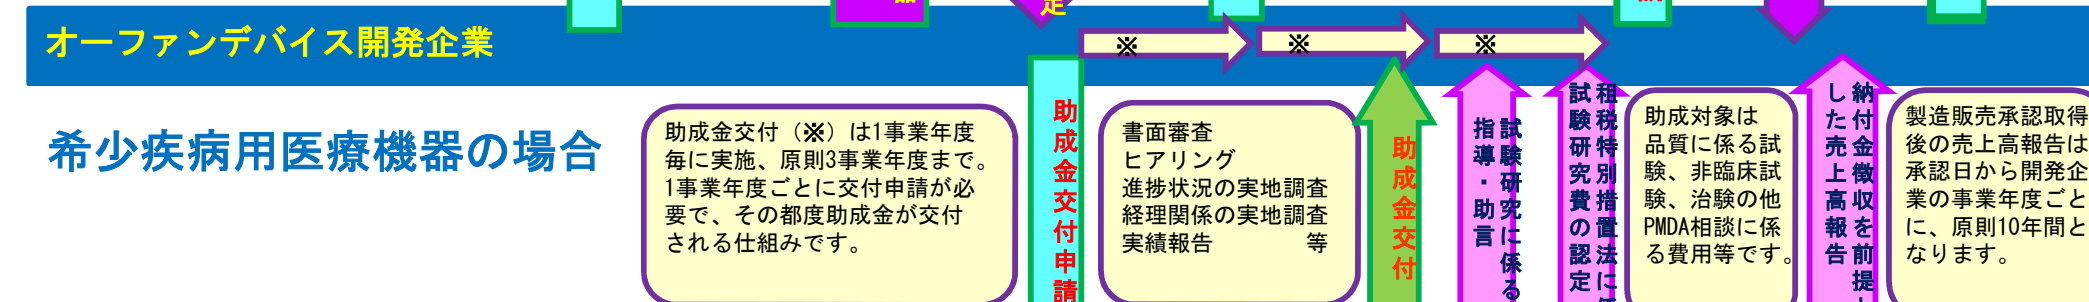 定
オーファンデバイス開発企業
※
※
※
希少疾病用医療機器の場合
助成金交付（※）は1事業年度
毎に実施、原則3事業年度まで。
1事業年度ごとに交付申請が必
要で、その都度助成金が交付
される仕組みです。
助成金交付申請
書面審査
ヒアリング
進捗状況の実地調査
経理関係の実地調査
実績報告　　　　　　等
助成金交付
試験研究に係る
指導・助言
租税特別措置法に
試験研究費の認定
助成対象は
品質に係る試
験、非臨床試
験、治験の他
PMDA相談に係
る費用等です。
納付金徴収を前提
した売上高報告
製造販売承認取得
後の売上高報告は
承認日から開発企
業の事業年度ごと
に、原則10年間と
なります。